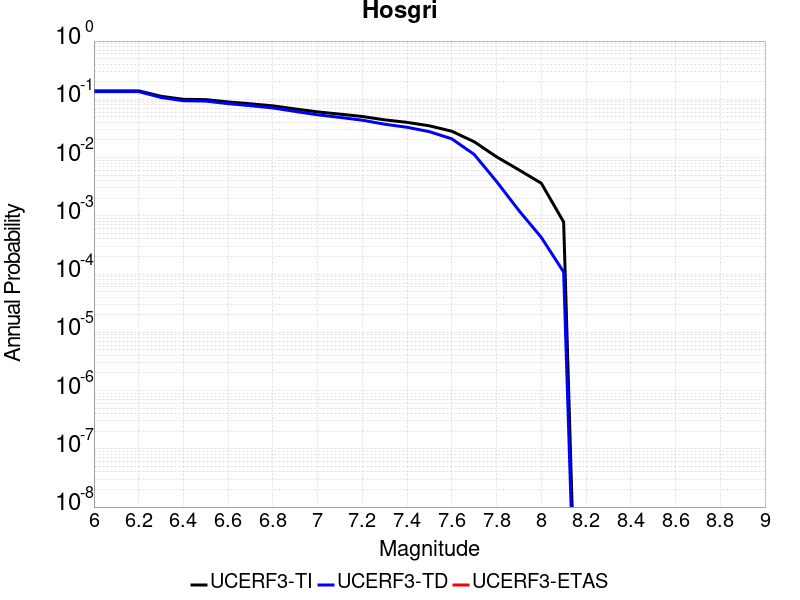 Hosgri
10^0
10^-1
10^-2
10^-3
10^-4
10^-5
10^-6
10^-7
10^-8
Annual Probability
6 6.2 6.4 6.6 6.8 7 7.2 7.4 7.6 7.8 8 8.2 8.4 8.6 8.8 9
Magnitude
UCERF3-TI UCERF3-TD UCERF3-ETAS